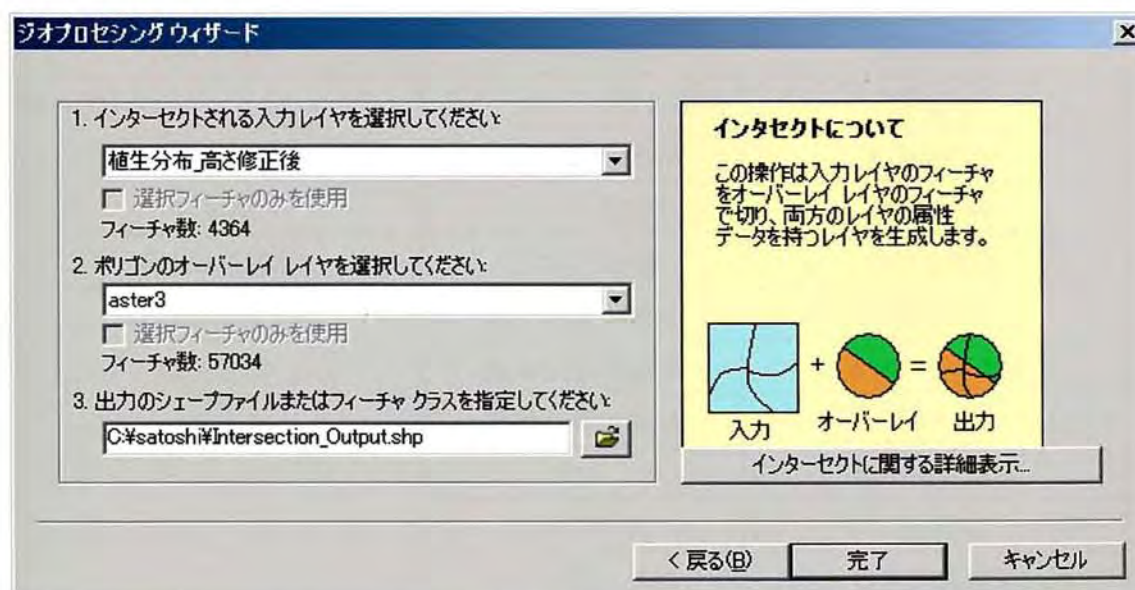 ジオプロセシング ウィザード
1. インターセクトされる入力レイヤを選択してください:
植生分布_高さ修正後
選択フィーチャのみを使用
フィーチャ数: 4364
2. ポリゴンのオーバーレイ レイヤを選択してください:
aster3
選択フィーチャのみを使用
フィーチャ数: 57034
3. 出力のシェープファイルまたはフィーチャ クラスを指定してください:
C:¥satoshi¥Intersection_Output.shp
インタセクトについて
この操作は入力レイヤのフィーチャ
をオーバーレイ レイヤのフィーチャ
で切り、両方のレイヤの属性
データを持つレイヤを生成します。
+ =
入力 オーバーレイ 出力
インターセクトに関する詳細表示...
< 戻る(B) 完了 キャンセル